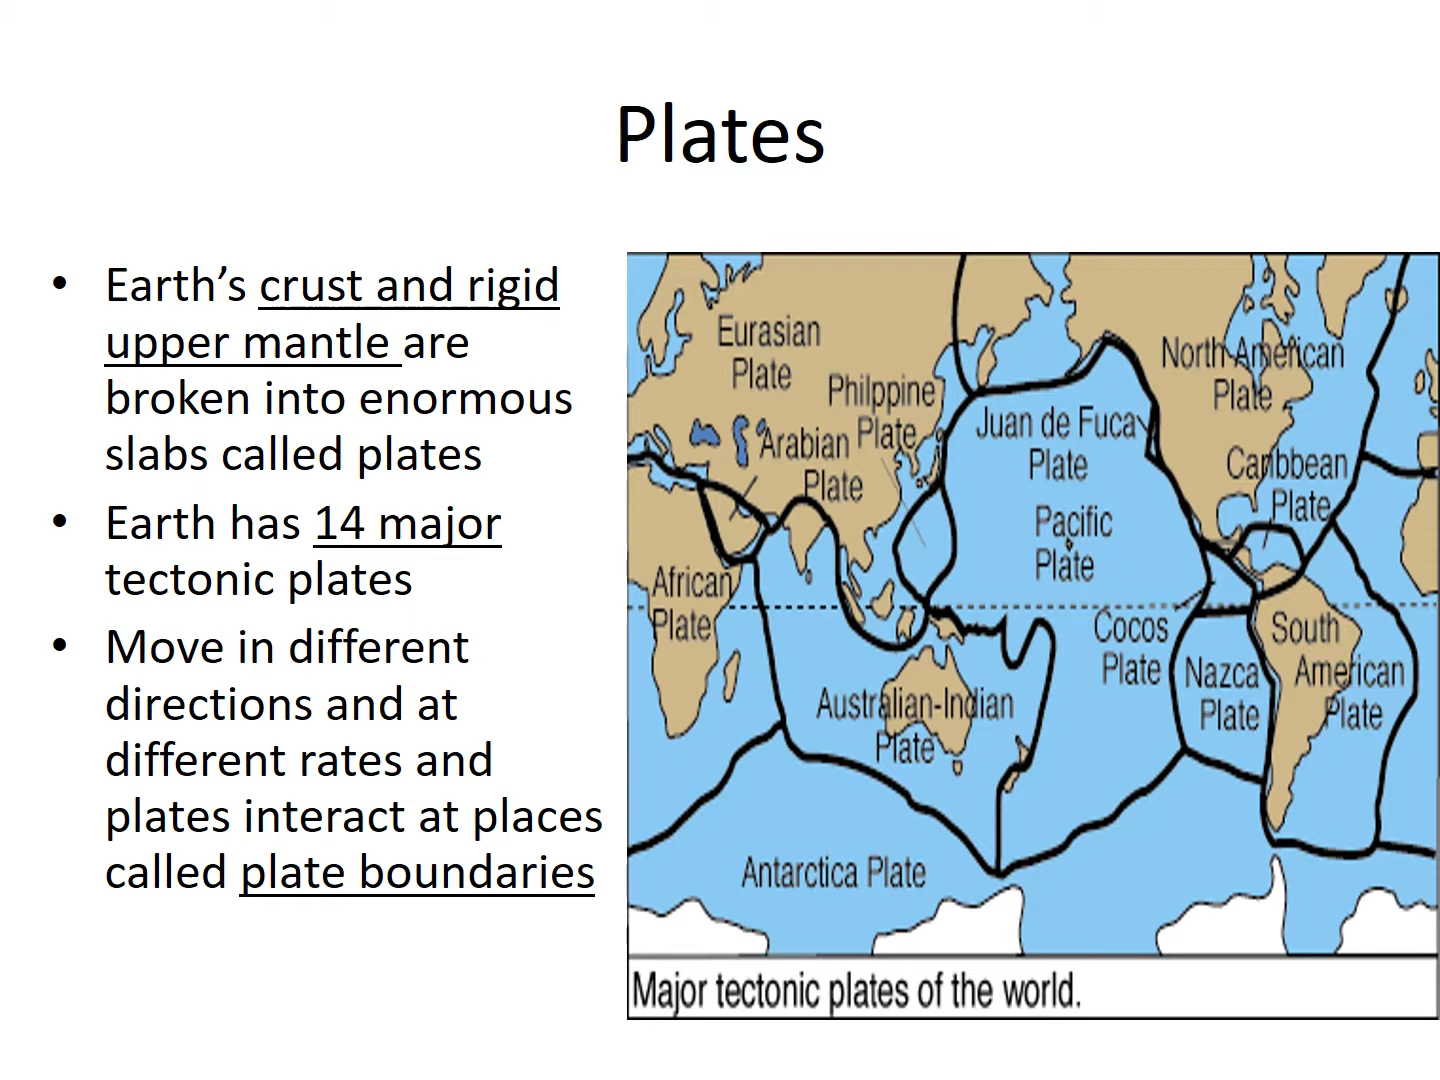 Plates
• Earth’s crust and rigid
upper mantle are
broken into enormous
slabs called plates
• Earth has 14 major
tectonic plates
• Move in different
directions and at
different rates and
plates interact at places
called plate boundaries
Eurasian
Plate
Philppine
Plate
Arabian
Plate
African
Plate
Juan de Fuca
Plate
Pacific
Plate
North American
Plate
Caribbean
Plate
Cocos
Plate
Nazca
Plate
South
American
Plate
Australian-Indian
Plate
Antarctica Plate
Major tectonic plates of the world.